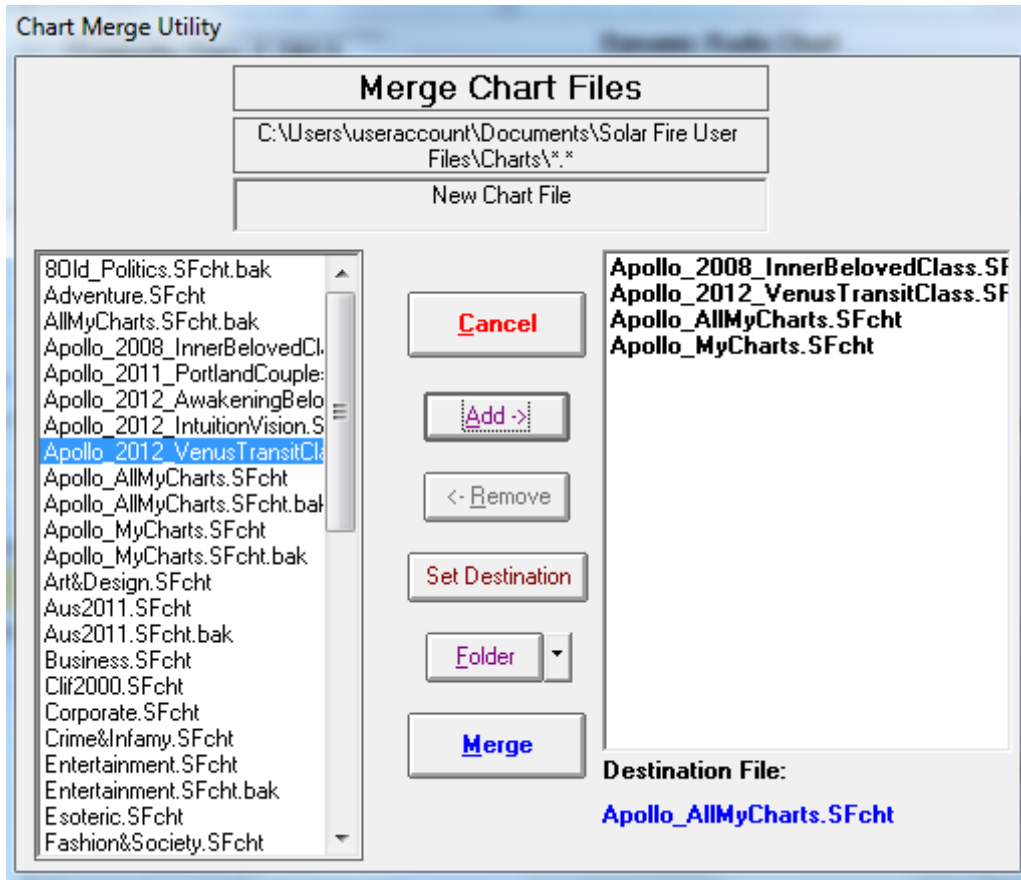 Chart Merge Utility
Merge Chart Files
C:\Users\useraccount\Documents\Solar Fire User
Files\Charts\*.*
New Chart File
8Old_Politics.SFcht.bak
Adventure.SFcht
AllMyCharts.SFcht.bak
Apollo_2008_InnerBelovedCl
Apollo_2011_PortlandCouple
Apollo_2012_AwakeningBelo
Apollo_2012_IntuitionVision.S
Apollo_2012_VenusTransitCla
Apollo_AllMyCharts.SFcht
Apollo_AllMyCharts.SFcht.bak
Apollo_MyCharts.SFcht
Apollo_MyCharts.SFcht.bak
Art&Design.SFcht
Aus2011.SFcht
Aus2011.SFcht.bak
Business.SFcht
Clif2000.SFcht
Corporate.SFcht
Crime&Infamy.SFcht
Entertainment.SFcht
Entertainment.SFcht.bak
Esoteric.SFcht
Fashion&Society.SFcht
Cancel
Add ->
<- Remove
Set Destination
Folder
Merge
Apollo_2008_InnerBelovedClass.SF
Apollo_2012_VenusTransitClass.SF
Apollo_AllMyCharts.SFcht
Apollo_MyCharts.SFcht
Destination File:
Apollo_AllMyCharts.SFcht